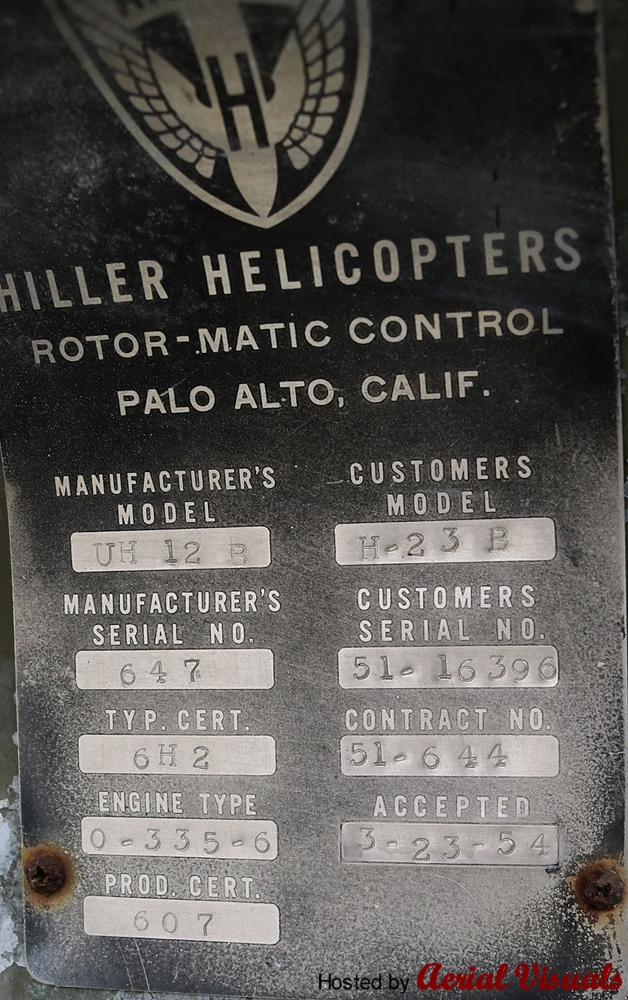 H
HILLER HELICOPTERS
ROTOR-MATIC CONTROL
PALO ALTO, CALIF.
MANUFACTURER'S
MODEL
UH 12 B
CUSTOMERS
MODEL
H-23 B
MANUFACTURER'S
SERIAL NO.
647
CUSTOMERS
SERIAL NO.
51-16396
TYP. CERT.
6H2
CONTRACT NO.
51-644
ENGINE TYPE
O-335-6
ACCEPTED
3-23-54
PROD. CERT.
607
Hosted by Aerial Visuals